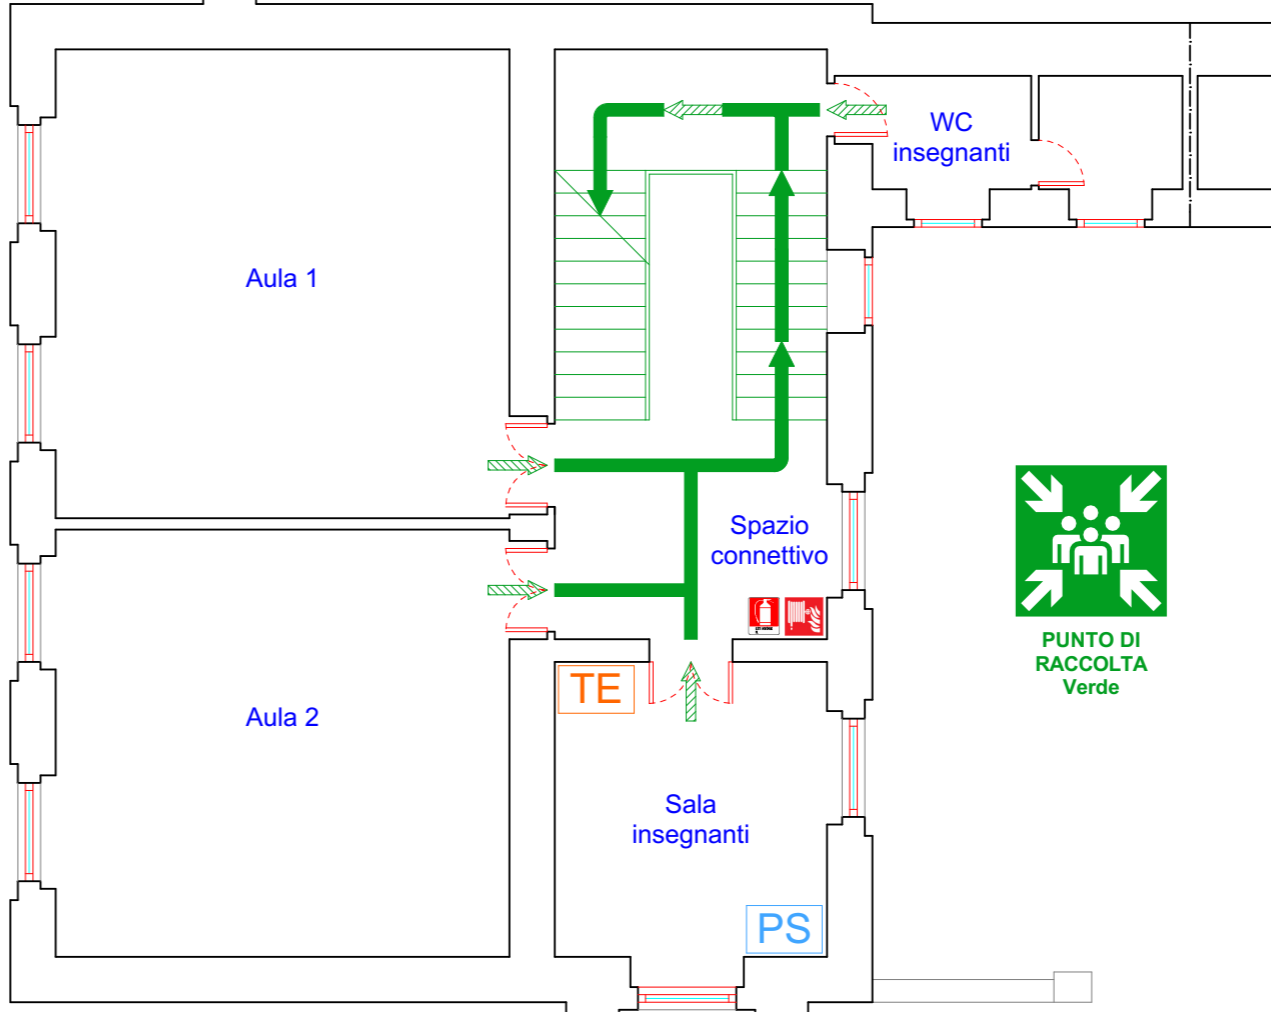 WC
insegnanti
Aula 1
Spazio
connettivo
PUNTO DI
RACCOLTA
Verde
TE
Aula 2
Sala
insegnanti
PS